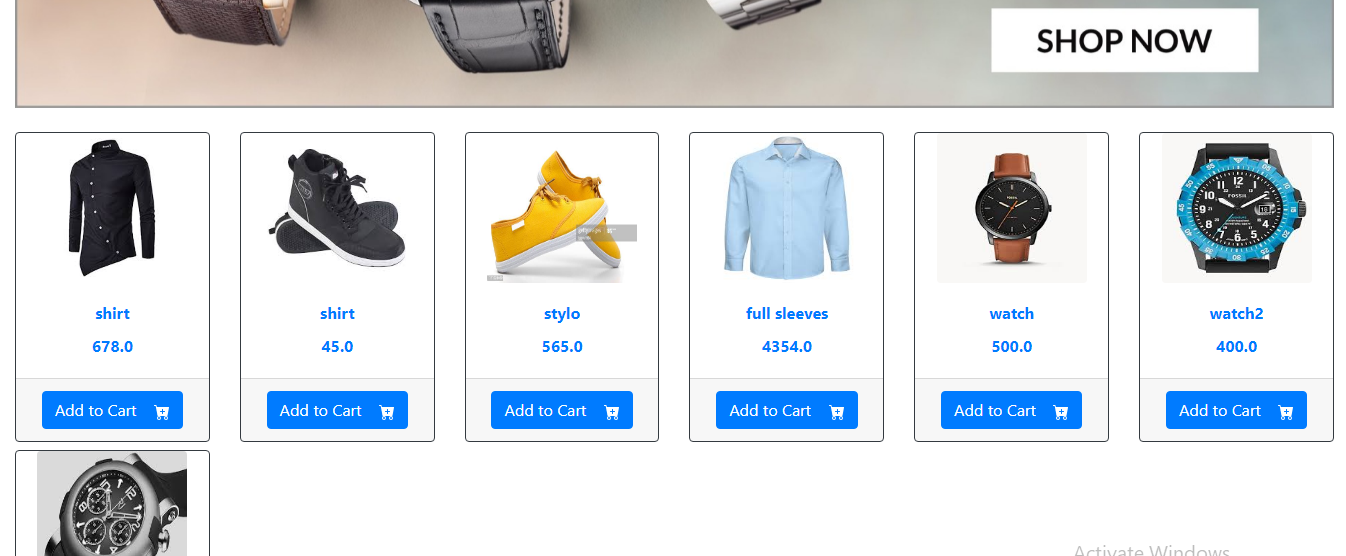 SHOP NOW
shirt
678.0
Add to Cart
shirt
45.0
Add to Cart
stylo
565.0
Add to Cart
full sleeves
4354.0
Add to Cart
watch
500.0
Add to Cart
FOSSIL
watch2
400.0
Add to Cart
Activate Windows